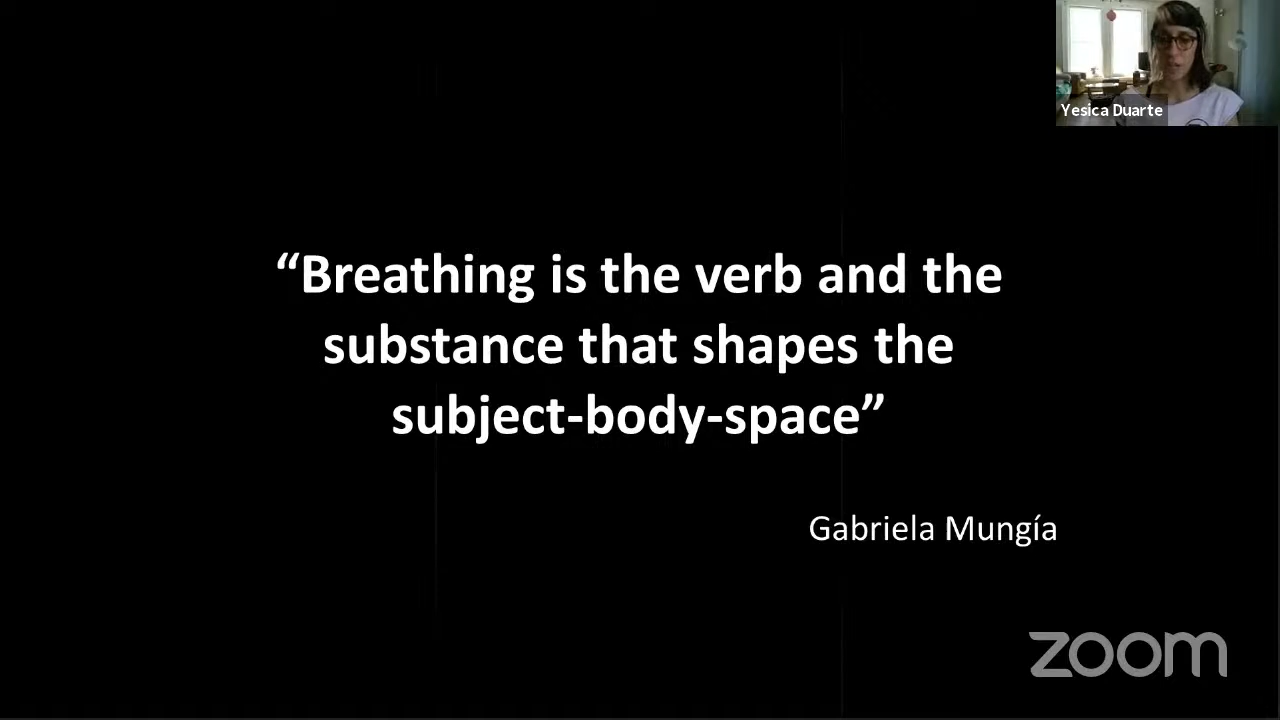 Yesica Duarte
“Breathing is the verb and the
substance that shapes the
subject-body-space”
Gabriela Mungía
zoom